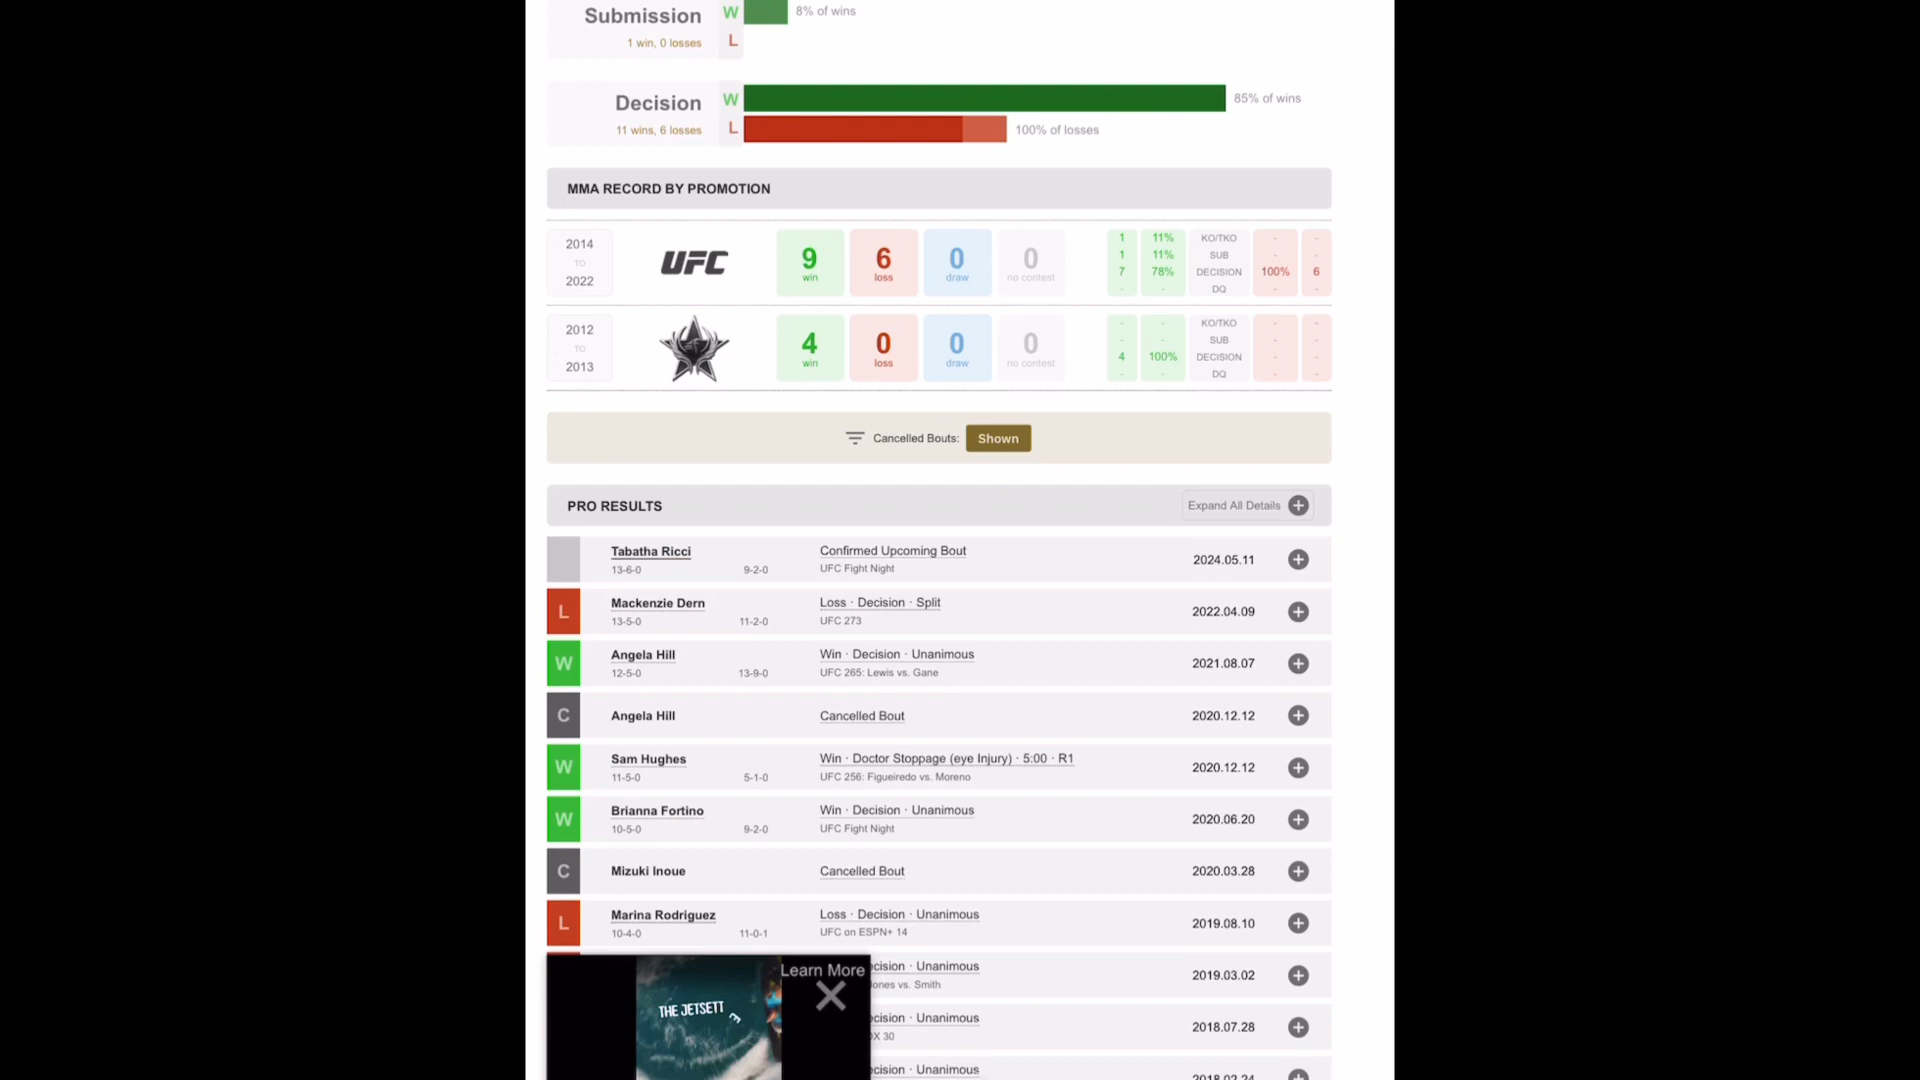 Submission W 8% of wins
1 win, 0 losses L
Decision W 85% of wins
11 wins, 6 losses L 100% of losses
MMA RECORD BY PROMOTION
2014 TO 2022 UFC 9 win 6 loss 0 draw 0 no contest
1 11% KO/TKO - -
1 11% SUB - -
7 78% DECISION 100% 6
- - DQ - -
2012 TO 2013 4 win 0 loss 0 draw 0 no contest
- - KO/TKO - -
- - SUB - -
4 100% DECISION - -
- - DQ - -
Cancelled Bouts: Shown
PRO RESULTS Expand All Details
Tabatha Ricci Confirmed Upcoming Bout 2024.05.11
13-6-0 9-2-0 UFC Fight Night
L Mackenzie Dern Loss · Decision · Split 2022.04.09
13-5-0 11-2-0 UFC 273
W Angela Hill Win · Decision · Unanimous 2021.08.07
12-5-0 13-9-0 UFC 265: Lewis vs. Gane
C Angela Hill Cancelled Bout 2020.12.12
W Sam Hughes Win · Doctor Stoppage (eye Injury) · 5:00 · R1 2020.12.12
11-5-0 5-1-0 UFC 256: Figueiredo vs. Moreno
W Brianna Fortino Win · Decision · Unanimous 2020.06.20
10-5-0 9-2-0 UFC Fight Night
C Mizuki Inoue Cancelled Bout 2020.03.28
L Marina Rodriguez Loss · Decision · Unanimous 2019.08.10
10-4-0 11-0-1 UFC on ESPN+ 14
Learn More
THE JETSETT
ecision · Unanimous 2019.03.02
ones vs. Smith
ecision · Unanimous 2018.07.28
OX 30
ecision · Unanimous 2018.02.24